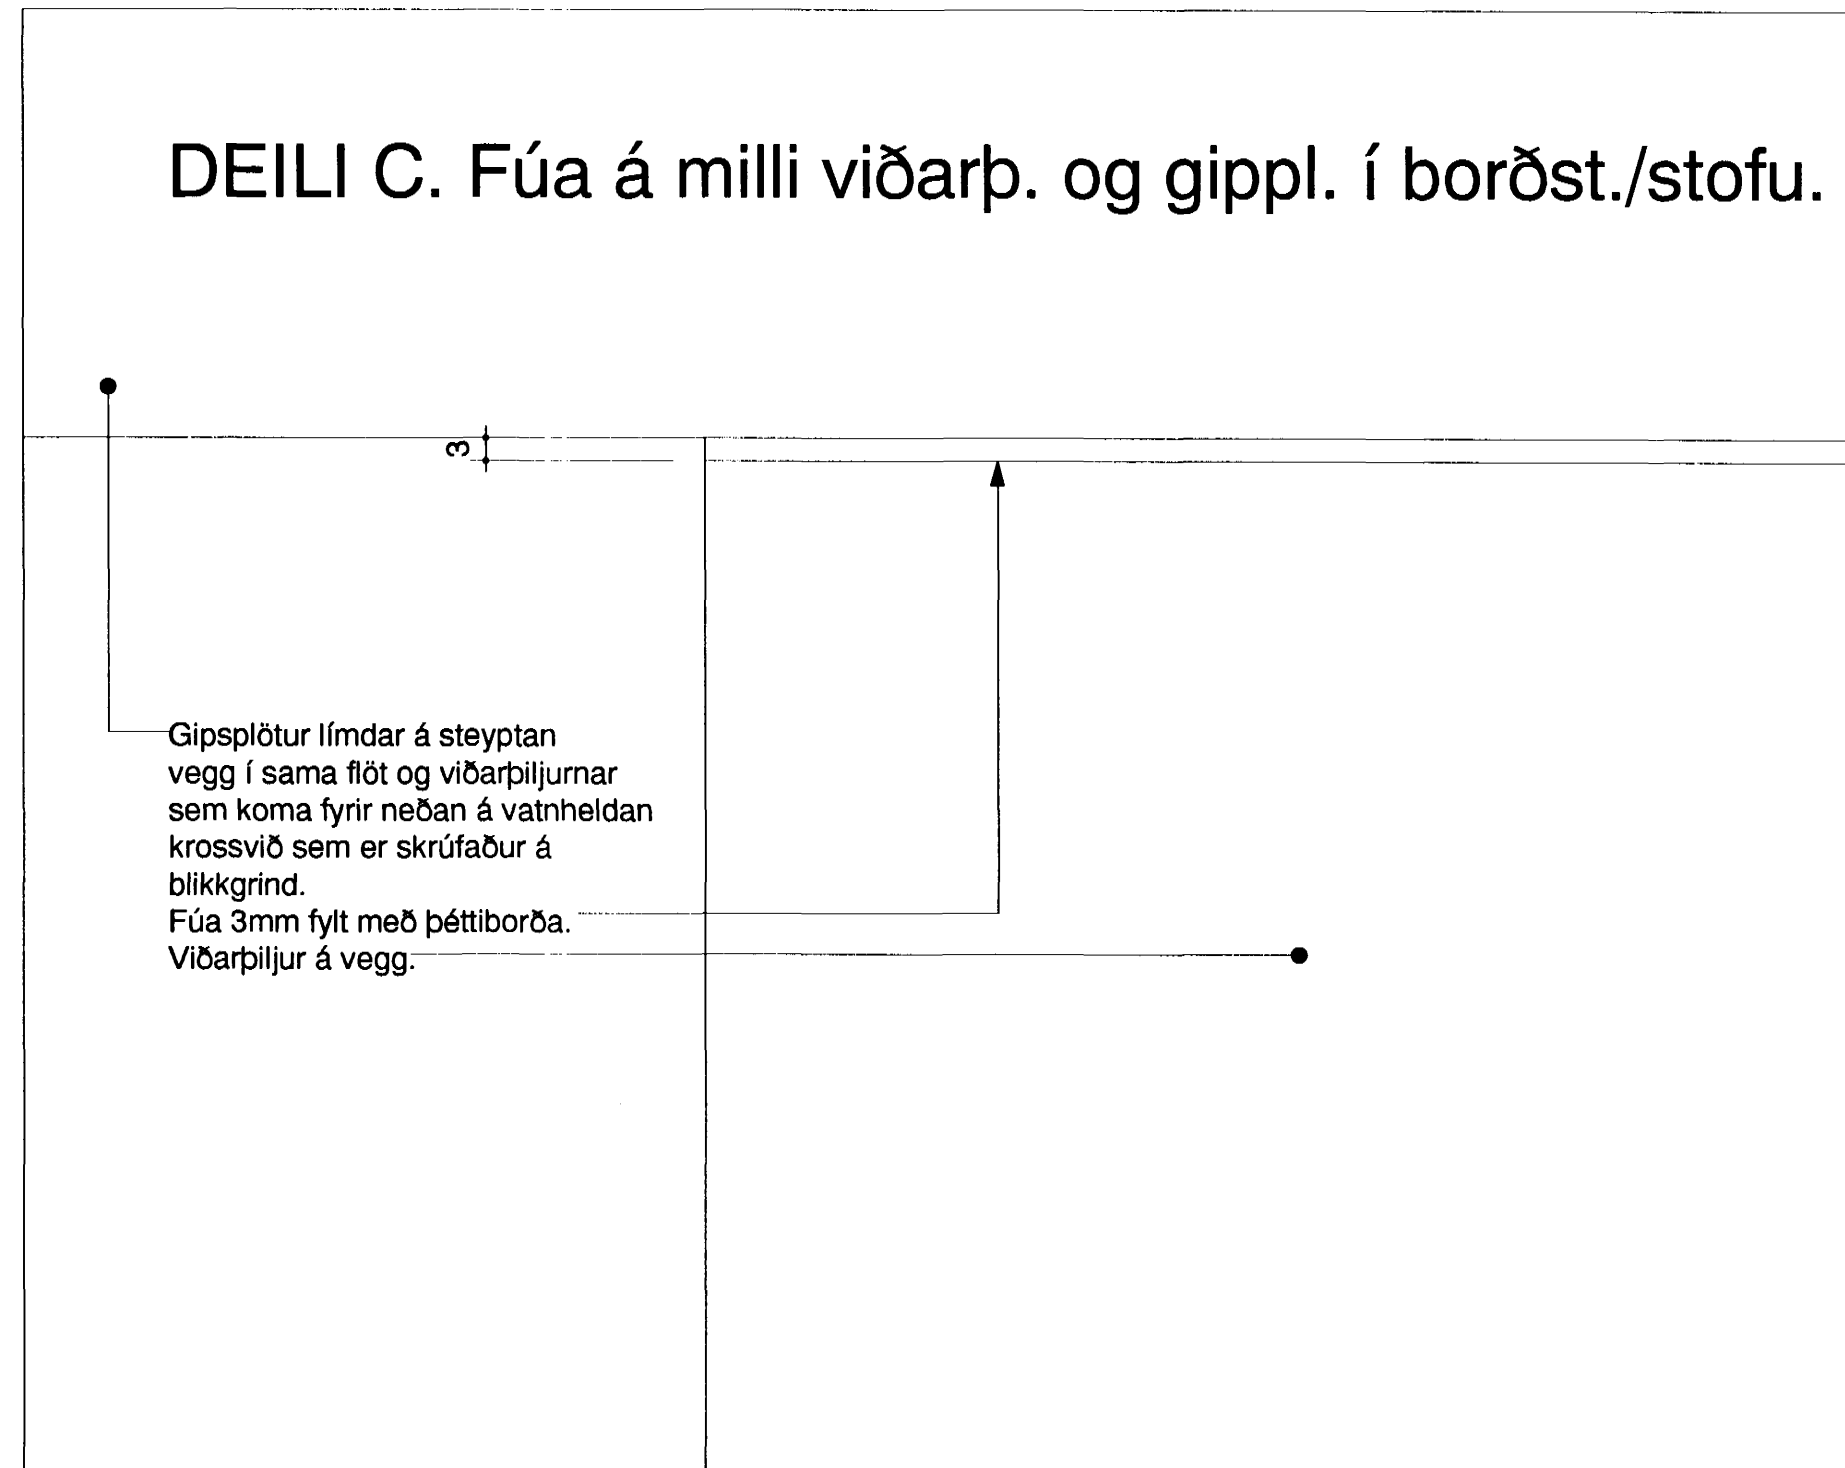 DEILI C. Fúa á milli viðarþ. og gippl. í borðst./stofu.
3
Gipsplötur límdar á steyptan
vegg í sama flöt og viðarþiljurnar
sem koma fyrir neðan á vatnheldan
krossvið sem er skrúfaður á
blikkgrind.
Fúa 3mm fylt með þéttiborða.
Viðarþiljur á vegg.